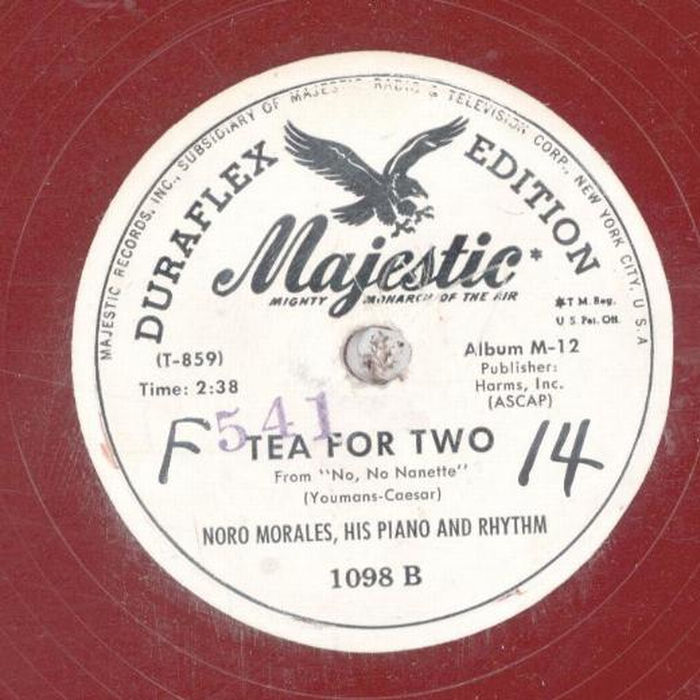 MAJESTIC RECORDS, INC., SUBSIDIARY OF MAJESTIC RADIO & TELEVISION CORP., NEW YORK CITY, U.S.A
DURAFLEX EDITION
Majestic*
MIGHTY MONARCH OF THE AIR
*T M. Reg.
U S. Pat. Off.
(T-859)
Time: 2:38
Album M-12
Publisher:
Harms, Inc.
(ASCAP)
541
F
14
TEA FOR TWO
From "No, No Nanette"
(Youmans-Caesar)
NORO MORALES, HIS PIANO AND RHYTHM
1098 B